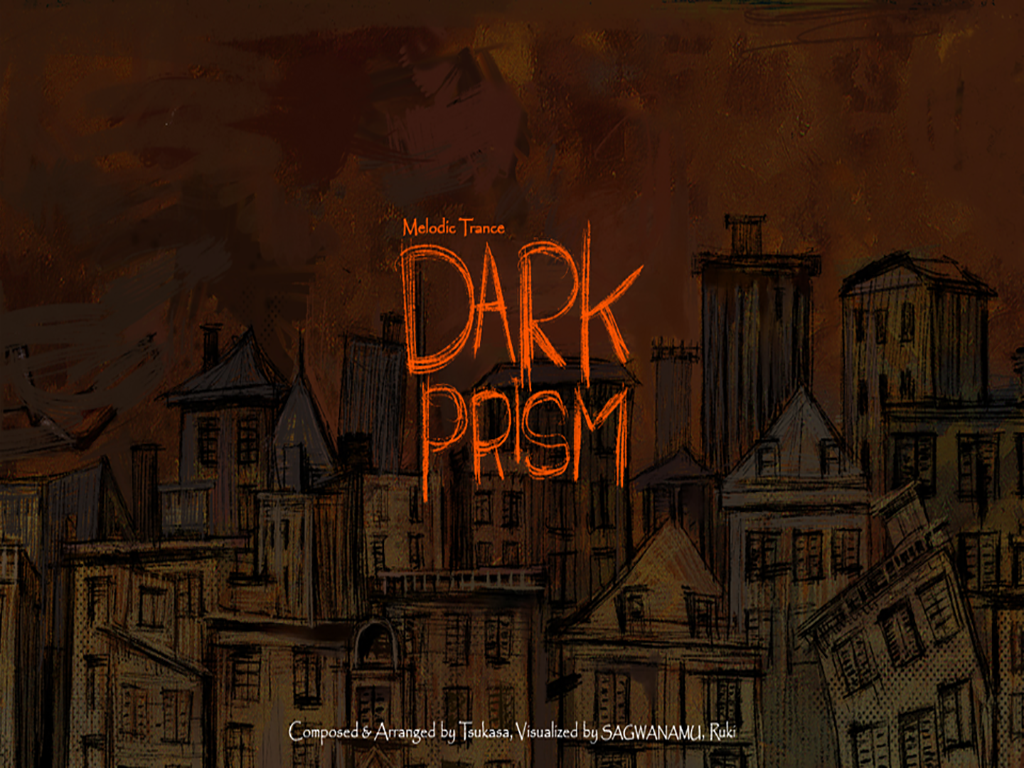 Melodic Trance
DARK
PRiSM
Composed & Arranged by Tsukasa, Visualized by SAGWANAMU, Ruki